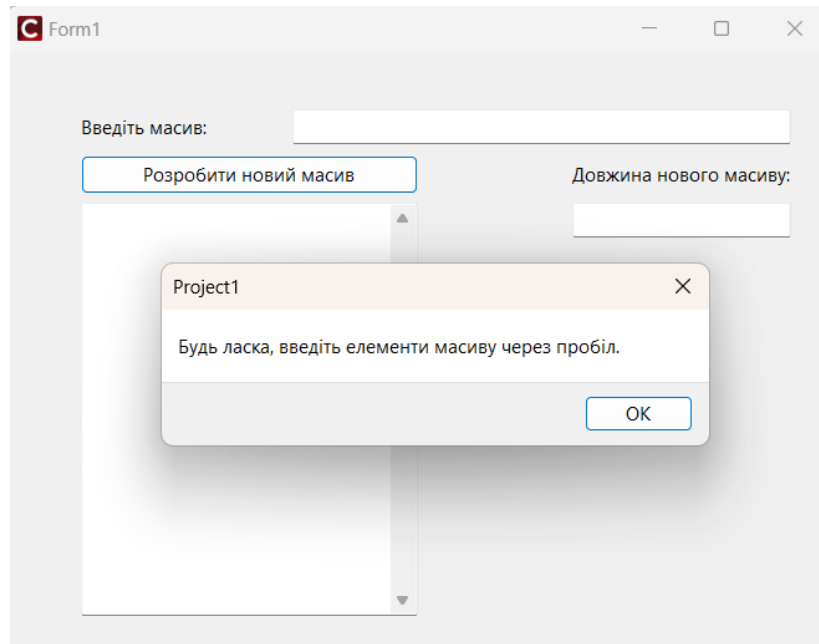 Form1
Введіть масив:
Розробити новий масив
Довжина нового масиву:
Project1
Будь ласка, введіть елементи масиву через пробіл.
OK